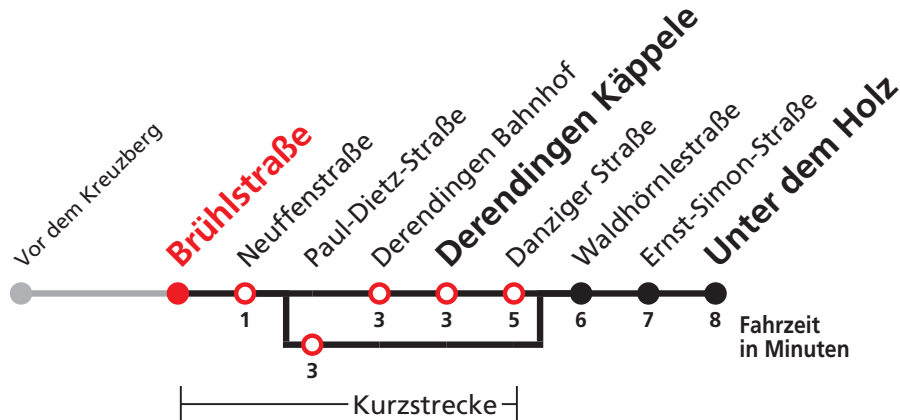 Vor dem Kreuzberg
Brühlstraße
Neuffenstraße
Paul-Dietz-Straße
Derendingen Bahnhof
Derendingen Käppele
Danziger Straße
Waldhörnlestraße
Ernst-Simon-Straße
Unter dem Holz
1
3
3
5
6
7
8
3
Fahrzeit
in Minuten
Kurzstrecke